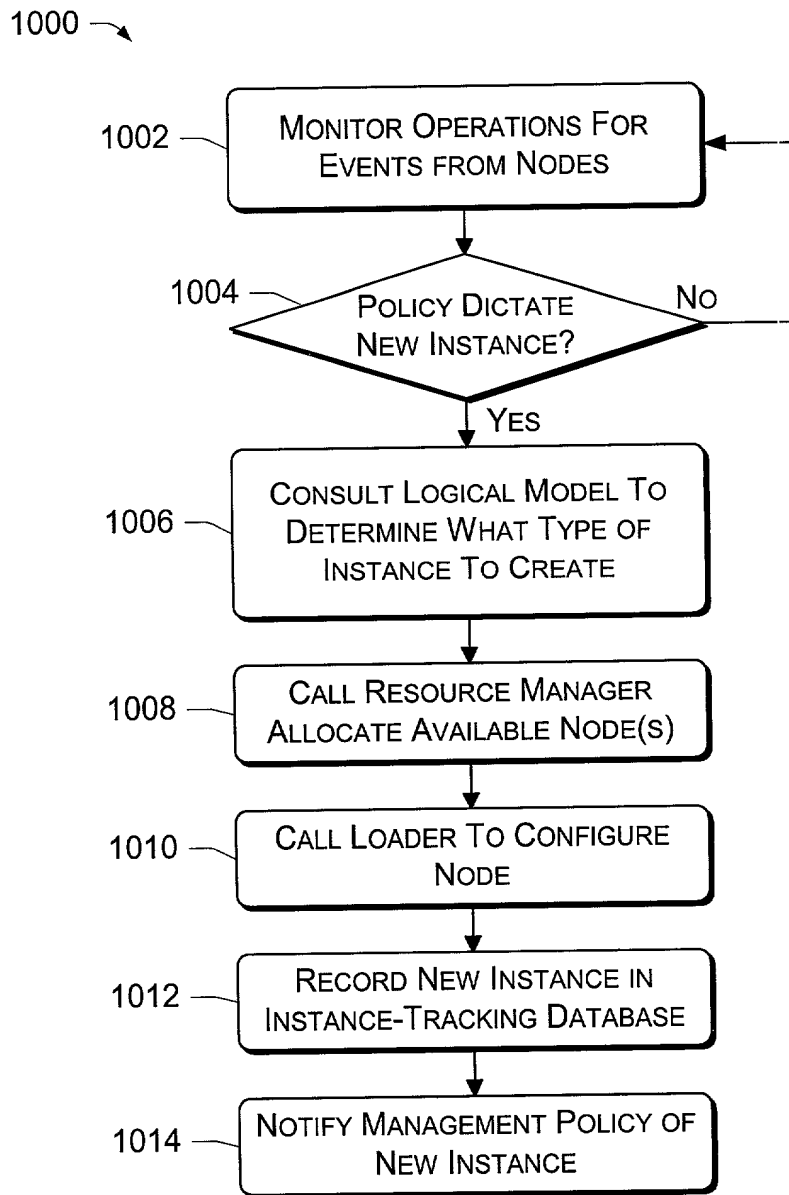 1000
1002
MONITOR OPERATIONS FOR
EVENTS FROM NODES
1004
POLICY DICTATE
NEW INSTANCE?
NO
YES
1006
CONSULT LOGICAL MODEL TO
DETERMINE WHAT TYPE OF
INSTANCE TO CREATE
1008
CALL RESOURCE MANAGER
ALLOCATE AVAILABLE NODE(S)
1010
CALL LOADER TO CONFIGURE
NODE
1012
RECORD NEW INSTANCE IN
INSTANCE-TRACKING DATABASE
1014
NOTIFY MANAGEMENT POLICY OF
NEW INSTANCE